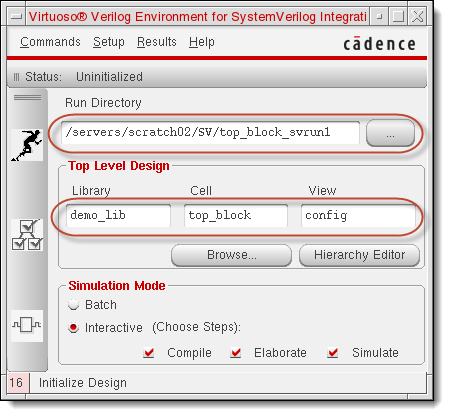 Virtuoso® Verilog Environment for SystemVerilog Integrati
Commands Setup Results Help cādence
Status: Uninitialized
Run Directory
/servers/scratch02/SV/top_block_svrun1 ...
Top Level Design
Library Cell View
demo_lib top_block config
Browse... Hierarchy Editor
Simulation Mode
Batch
Interactive (Choose Steps):
Compile Elaborate Simulate
16 Initialize Design